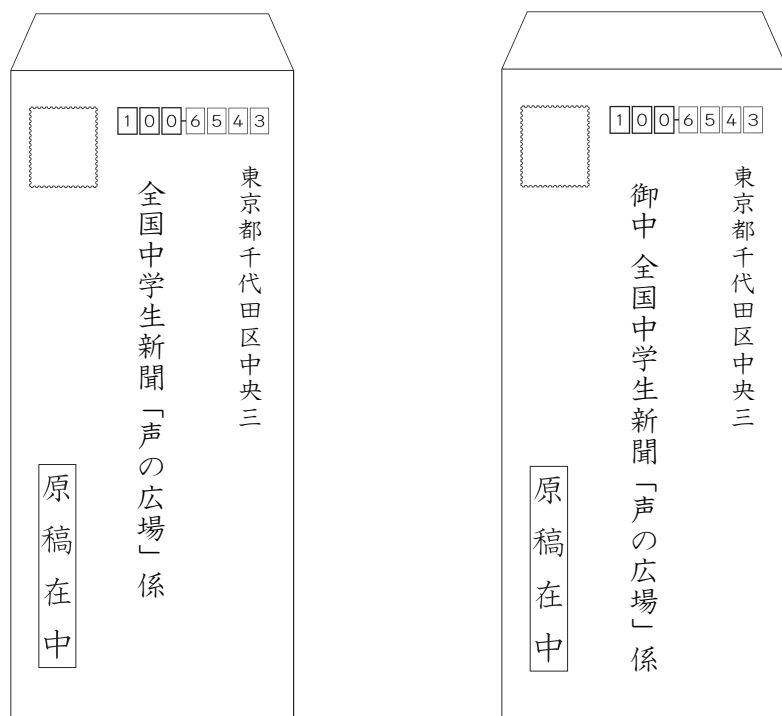 100-6543
東京都千代田区中央三
全国中学生新聞「声の広場」係
原稿在中
100-6543
東京都千代田区中央三
御中 全国中学生新聞「声の広場」係
原稿在中